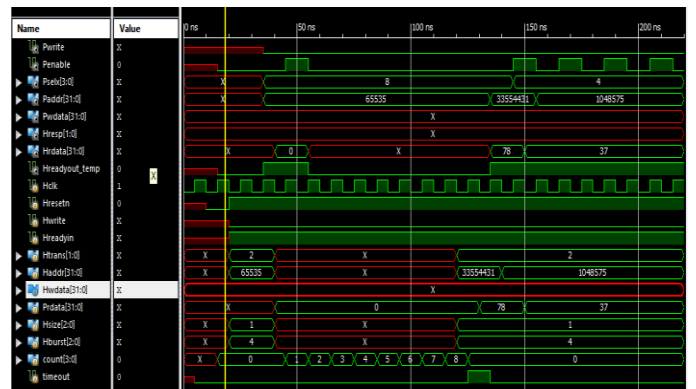 Name Value 0 ns 50 ns 100 ns 150 ns 200 ns
Pwrite X
Penable 0
Pselx[3:0] X X 8 4
Paddr[31:0] X X 65535 33554431 1048575
Pwdata[31:0] X X
Hresp[1:0] X X
Hrdata[31:0] X X 0 X 78 37
Hreadyout_temp 0
X
Hclk 1
Hresetn 0
Hwrite X
Hreadyin X
Htrans[1:0] X X 2 X 2
Haddr[31:0] X X 65535 X 33554431 1048575
Hwdata[31:0] X X
Prdata[31:0] X X 0 78 37
Hsize[2:0] X X 1 X 1
Hburst[2:0] X X 4 X 4
count[3:0] 0 X 0 1 2 3 4 5 6 7 8 0
timeout 0